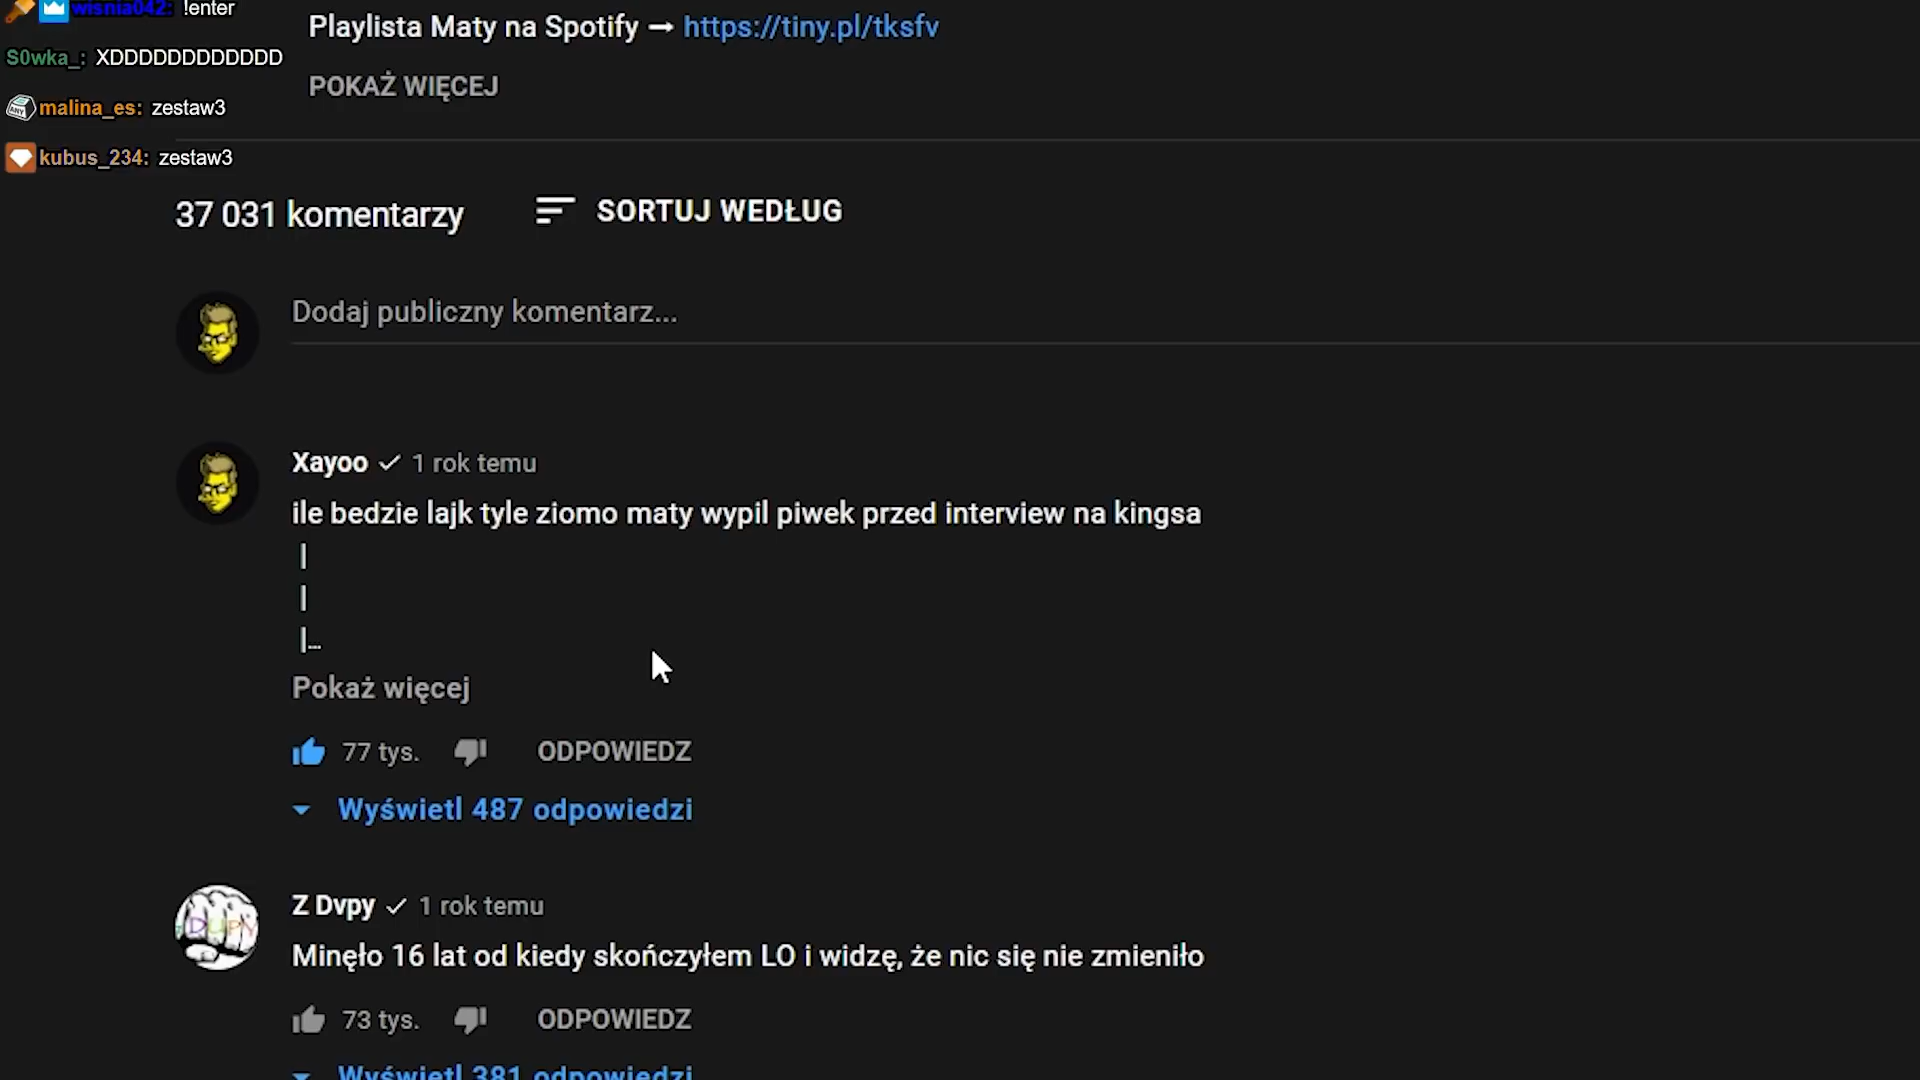 wisnia042: !enter
S0wka_: XDDDDDDDDDDDD
malina_es: zestaw3
kubus_234: zestaw3
Playlista Maty na Spotify → https://tiny.pl/tksfv
POKAŻ WIĘCEJ
37 031 komentarzy
SORTUJ WEDŁUG
Dodaj publiczny komentarz...
Xayoo ✓ 1 rok temu
ile bedzie lajk tyle ziomo maty wypil piwek przed interview na kingsa
|
|
|...
Pokaż więcej
77 tys. ODPOWIEDZ
Wyświetl 487 odpowiedzi
DUPY
Z Dvpy ✓ 1 rok temu
Minęło 16 lat od kiedy skończyłem LO i widzę, że nic się nie zmieniło
73 tys. ODPOWIEDZ
Wyświetl 381 odpowiedzi